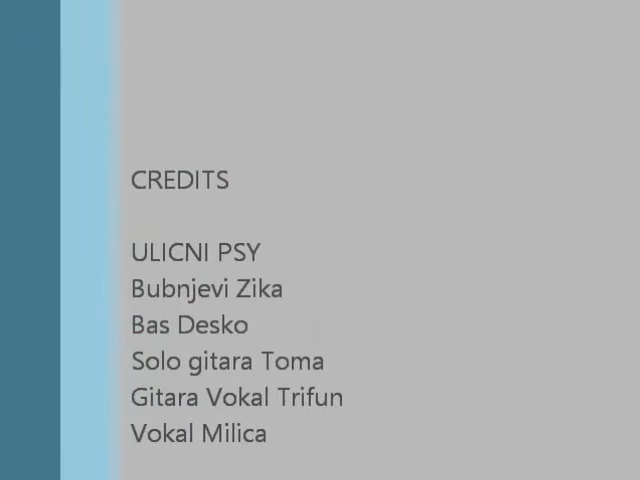 CREDITS
ULICNI PSY
Bubnjevi Zika
Bas Desko
Solo gitara Toma
Gitara Vokal Trifun
Vokal Milica